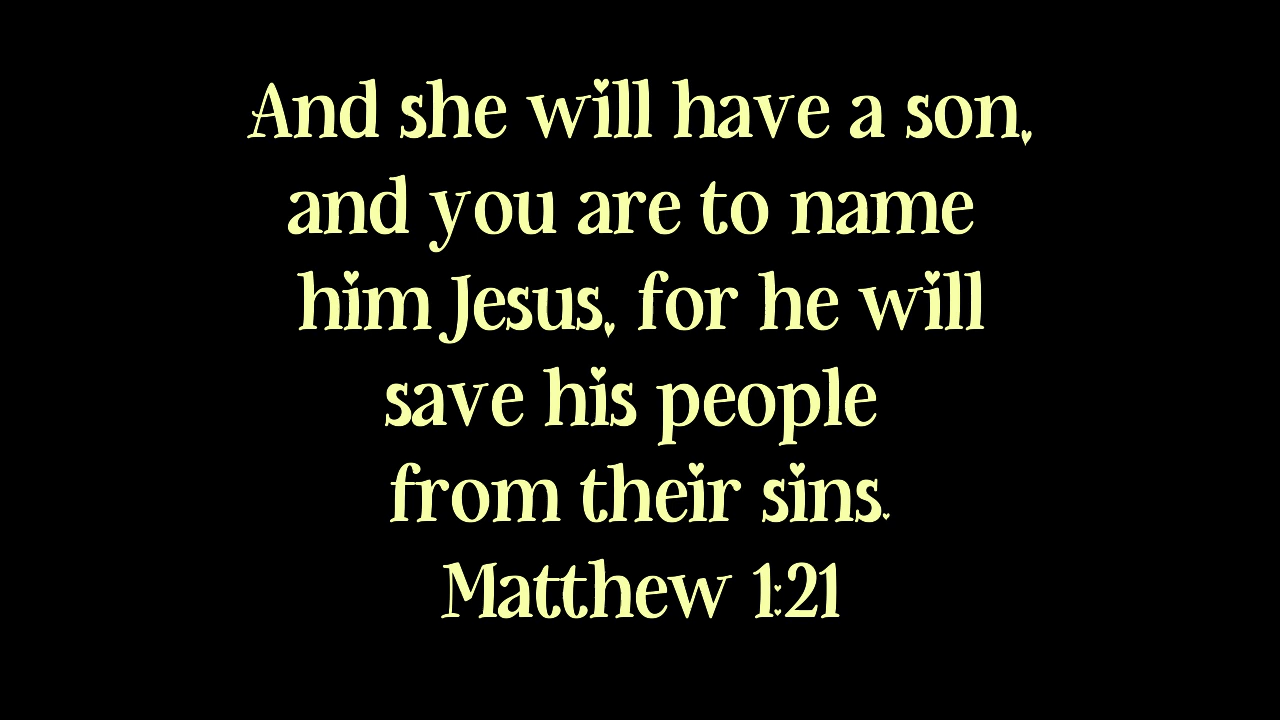 And she will have a son,
and you are to name
him Jesus, for he will
save his people
from their sins.
Matthew 1:21